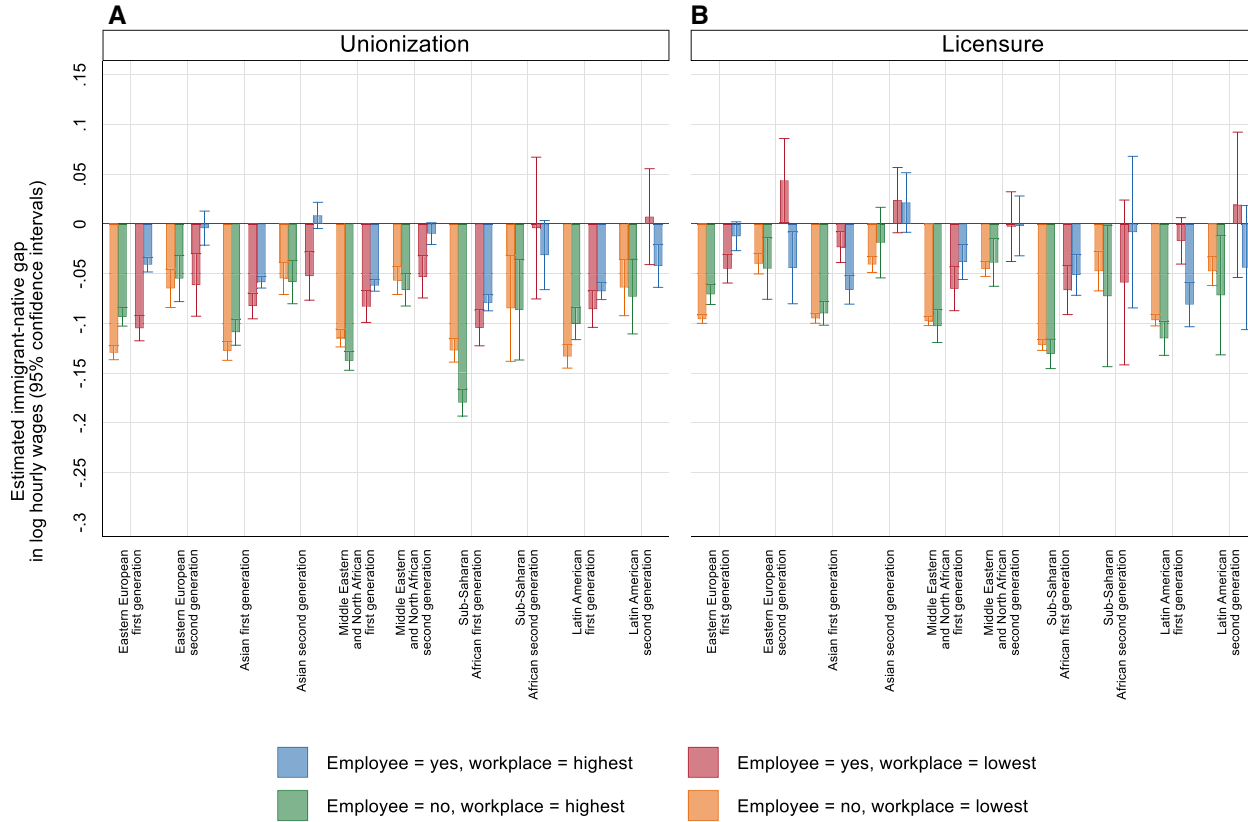 A
B
Unionization
Licensure
Estimated immigrant-native gap
in log hourly wages (95% confidence intervals)
.15
.1
.05
0
-.05
-.1
-.15
-.2
-.25
-.3
Eastern European
first generation
Eastern European
second generation
Asian first generation
Asian second generation
Middle Eastern
and North African
first generation
Middle Eastern
and North African
second generation
Sub-Saharan
African first generation
Sub-Saharan
African second generation
Latin American
first generation
Latin American
second generation
Eastern European
first generation
Eastern European
second generation
Asian first generation
Asian second generation
Middle Eastern
and North African
first generation
Middle Eastern
and North African
second generation
Sub-Saharan
African first generation
Sub-Saharan
African second generation
Latin American
first generation
Latin American
second generation
Employee = yes, workplace = highest
Employee = yes, workplace = lowest
Employee = no, workplace = highest
Employee = no, workplace = lowest